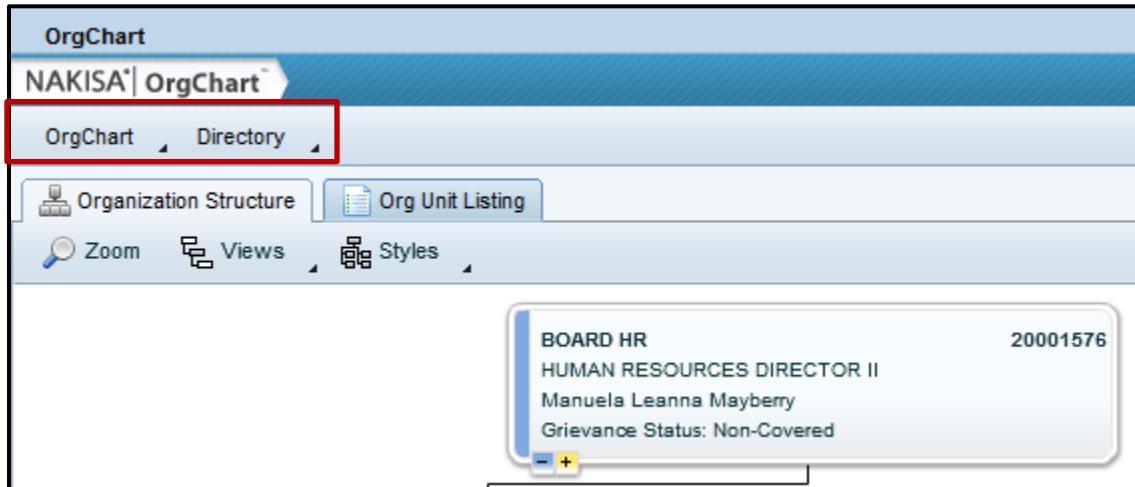 OrgChart
NAKISA® OrgChart™
OrgChart Directory
Organization Structure Org Unit Listing
Zoom Views Styles
BOARD HR 20001576
HUMAN RESOURCES DIRECTOR II
Manuela Leanna Mayberry
Grievance Status: Non-Covered